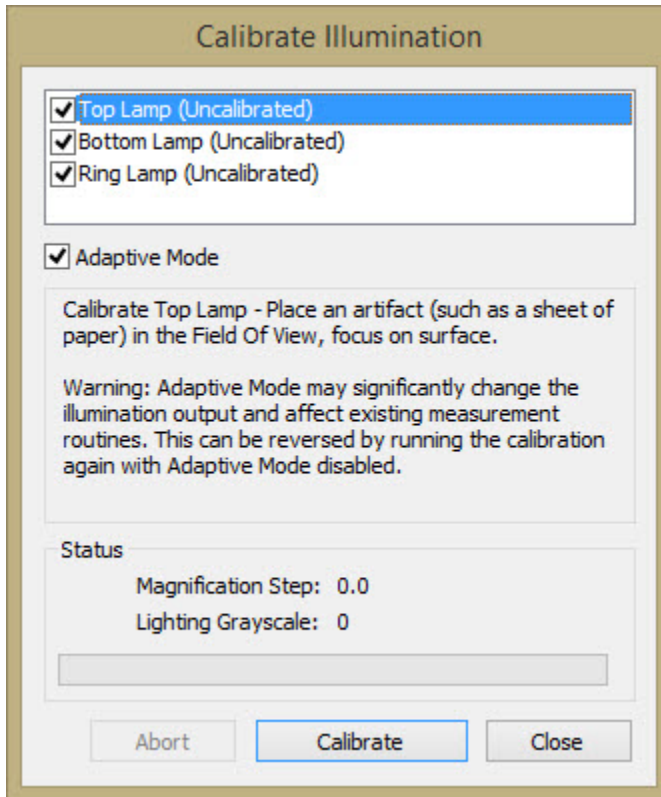 Calibrate Illumination
Top Lamp (Uncalibrated)
Bottom Lamp (Uncalibrated)
Ring Lamp (Uncalibrated)
Adaptive Mode
Calibrate Top Lamp - Place an artifact (such as a sheet of
paper) in the Field Of View, focus on surface.
Warning: Adaptive Mode may significantly change the
illumination output and affect existing measurement
routines. This can be reversed by running the calibration
again with Adaptive Mode disabled.
Status
Magnification Step: 0.0
Lighting Grayscale: 0
Abort Calibrate Close